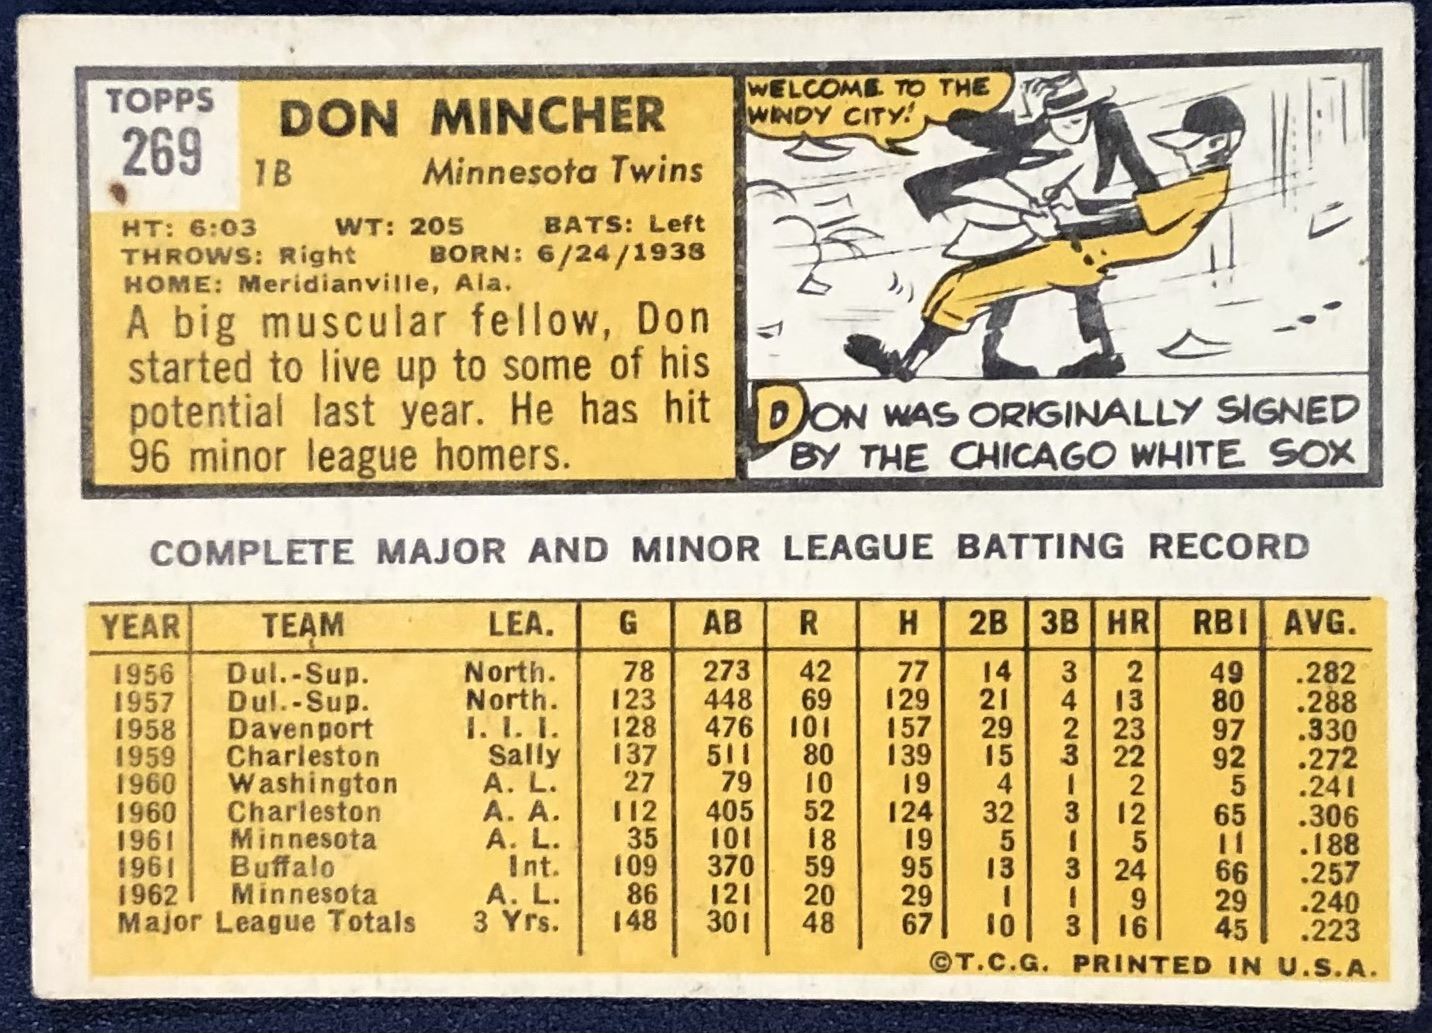 TOPPS
269
DON MINCHER
1B Minnesota Twins
HT: 6:03 WT: 205 BATS: Left
THROWS: Right BORN: 6/24/1938
HOME: Meridianville, Ala.
A big muscular fellow, Don
started to live up to some of his
potential last year. He has hit
96 minor league homers.
WELCOME TO THE
WINDY CITY!
DON WAS ORIGINALLY SIGNED
BY THE CHICAGO WHITE SOX
COMPLETE MAJOR AND MINOR LEAGUE BATTING RECORD
YEAR TEAM LEA. G AB R H 2B 3B HR RBI AVG.
1956 Dul.-Sup. North. 78 273 42 77 14 3 2 49 .282
1957 Dul.-Sup. North. 123 448 69 129 21 4 13 80 .288
1958 Davenport I. I. I. 128 476 101 157 29 2 23 97 .330
1959 Charleston Sally 137 511 80 139 15 3 22 92 .272
1960 Washington A. L. 27 79 10 19 4 1 2 5 .241
1960 Charleston A. A. 112 405 52 124 32 3 12 65 .306
1961 Minnesota A. L. 35 101 18 19 5 1 5 11 .188
1961 Buffalo Int. 109 370 59 95 13 3 24 66 .257
1962 Minnesota A. L. 86 121 20 29 1 1 9 29 .240
Major League Totals 3 Yrs. 148 301 48 67 10 3 16 45 .223
©T.C.G. PRINTED IN U.S.A.